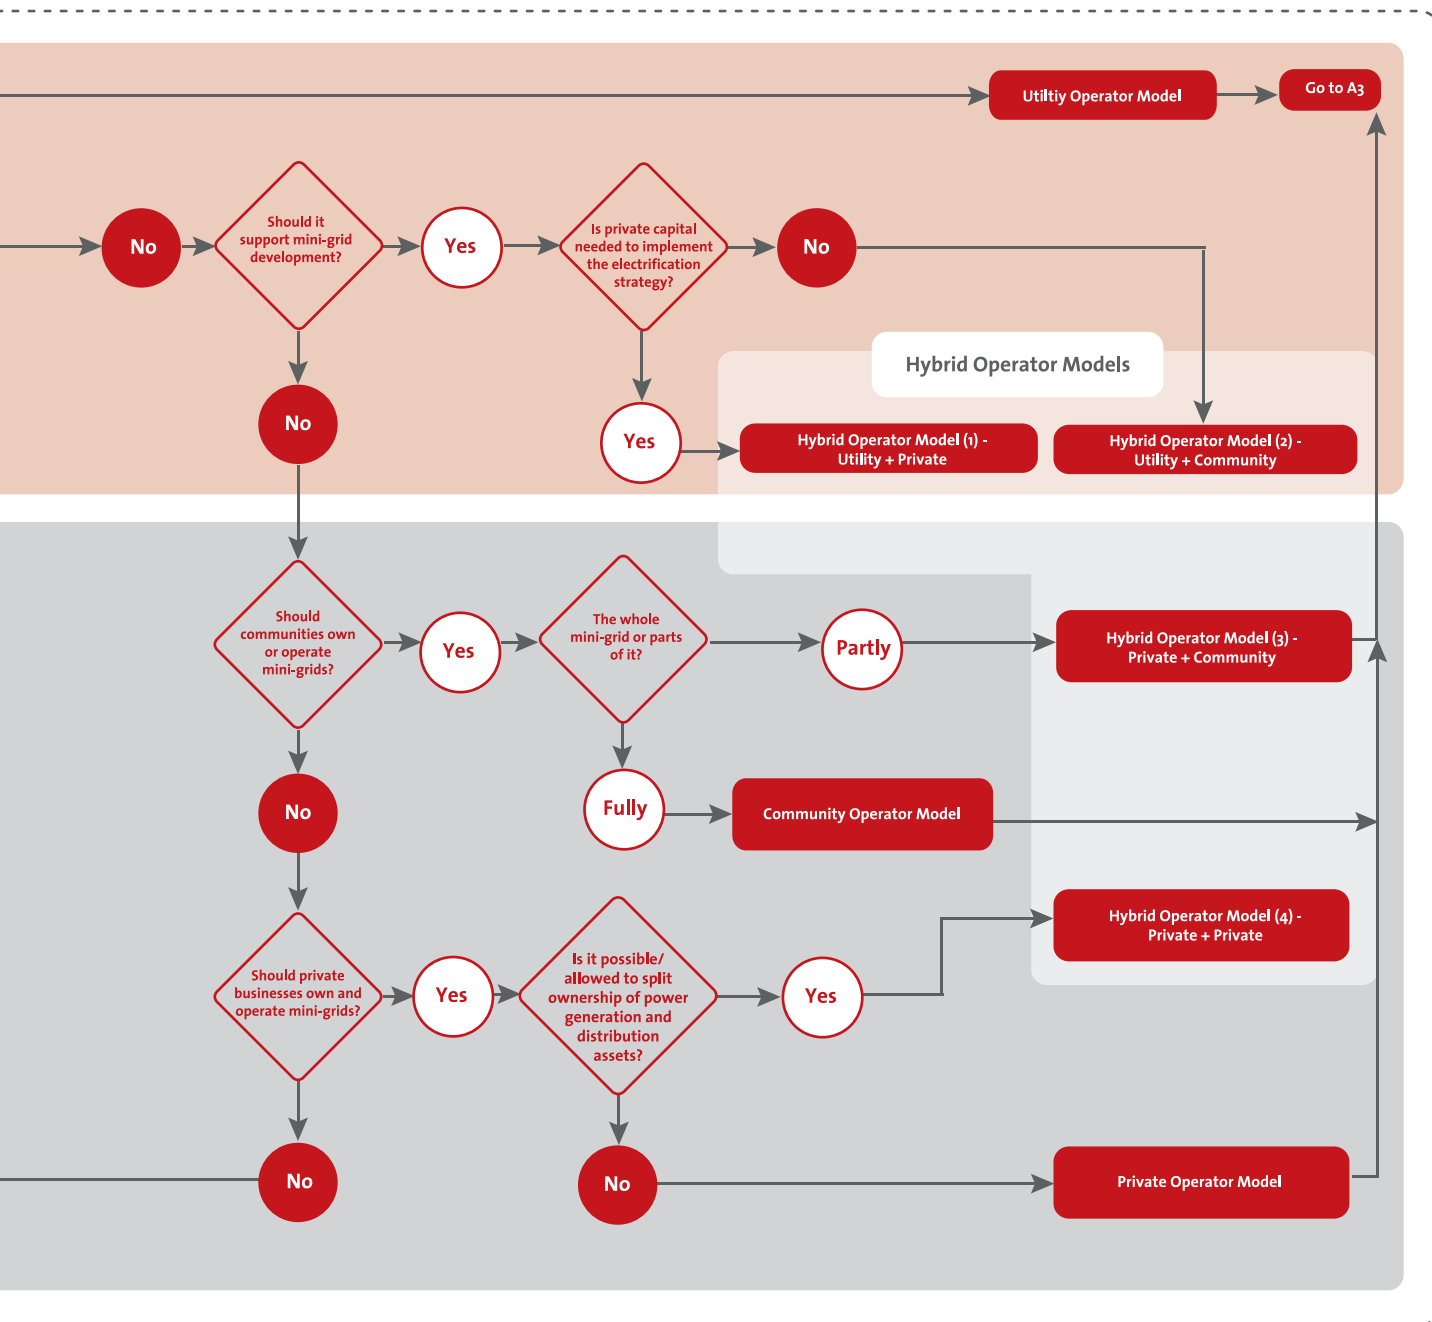 Utiltiy Operator Model
Go to A3
No
Should it
support mini-grid
development?
Yes
Is private capital
needed to implement
the electrification
strategy?
No
Hybrid Operator Models
No
Yes
Hybrid Operator Model (1) -
Utility + Private
Hybrid Operator Model (2) -
Utility + Community
Should
communities own
or operate
mini-grids?
Yes
The whole
mini-grid or parts
of it?
Partly
Hybrid Operator Model (3) -
Private + Community
No
Fully
Community Operator Model
Hybrid Operator Model (4) -
Private + Private
Should private
businesses own and
operate mini-grids?
Yes
Is it possible/
allowed to split
ownership of power
generation and
distribution
assets?
Yes
No
No
Private Operator Model